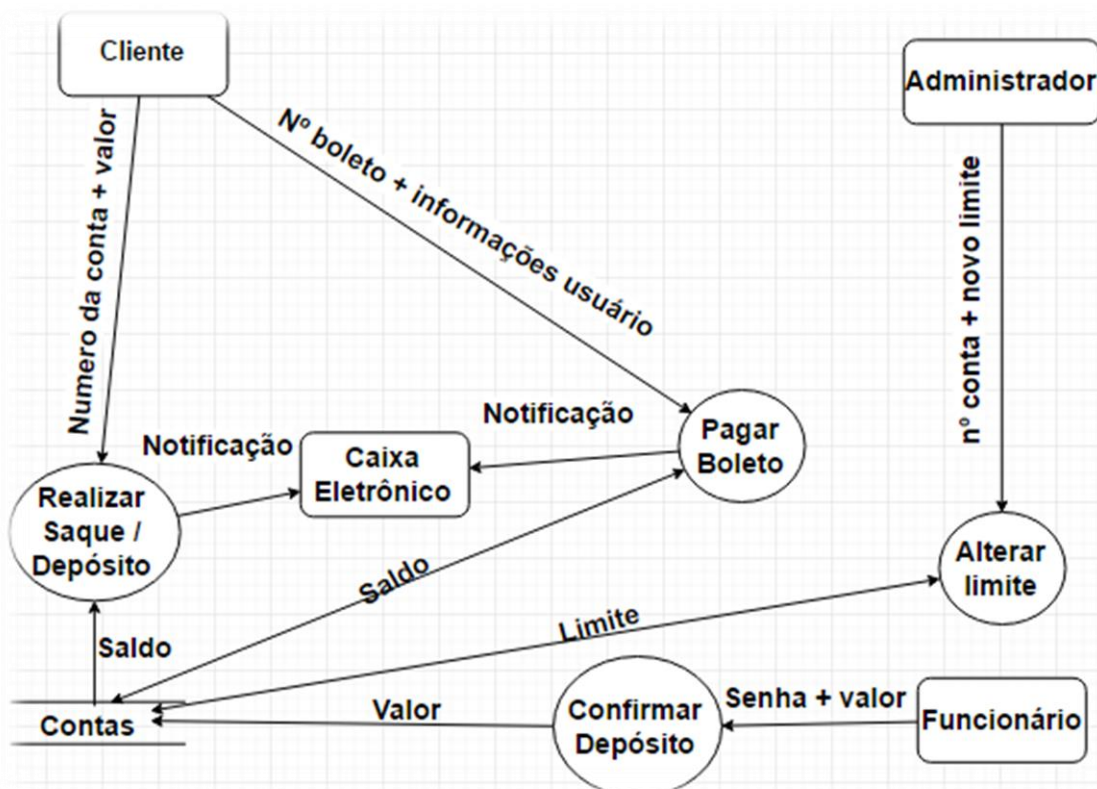 Cliente
Administrador
Numero da conta + valor
Nº boleto + informações usuário
nº conta + novo limite
Notificação
Notificação
Caixa
Eletrônico
Pagar
Boleto
Realizar
Saque /
Depósito
Alterar
limite
Saldo
Limite
Saldo
Contas
Valor
Confirmar
Depósito
Senha + valor
Funcionário